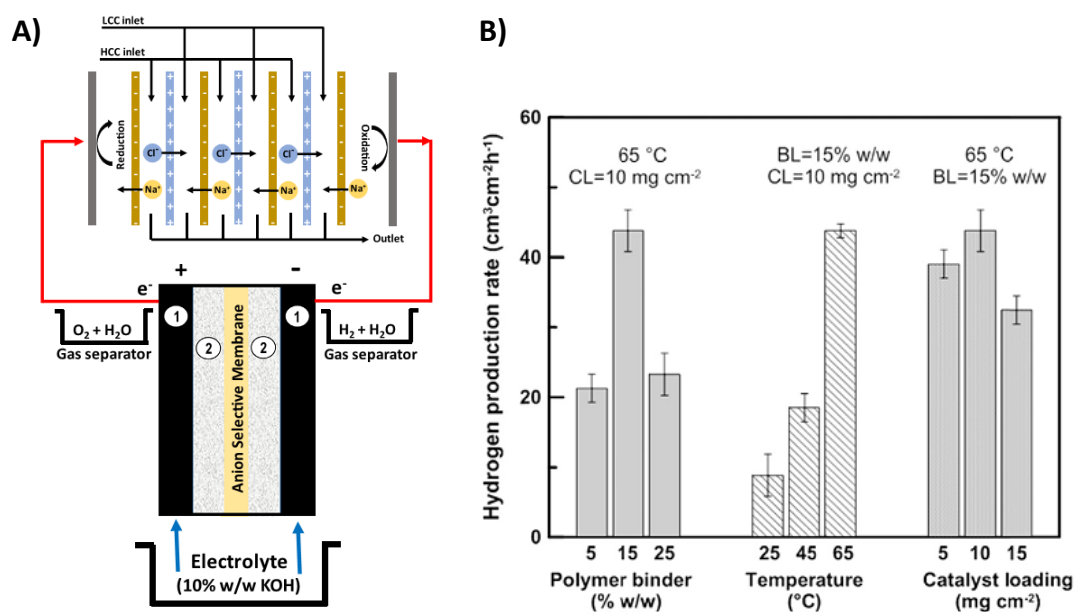 A)
LCC inlet
HCC inlet
Reduction
Oxidation
Cl⁻
Cl⁻
Cl⁻
Na⁺
Na⁺
Na⁺
Na⁺
Outlet
+
-
e⁻
e⁻
1
1
O₂ + H₂O
H₂ + H₂O
Gas separator
Gas separator
2
2
Anion Selective Membrane
Electrolyte
(10% w/w KOH)
B)
Hydrogen production rate (cm³cm⁻²h⁻¹)
60
40
20
0
65 °C
CL=10 mg cm⁻²
BL=15% w/w
CL=10 mg cm⁻²
65 °C
BL=15% w/w
5 15 25
25 45 65
5 10 15
Polymer binder
(% w/w)
Temperature
(°C)
Catalyst loading
(mg cm⁻²)